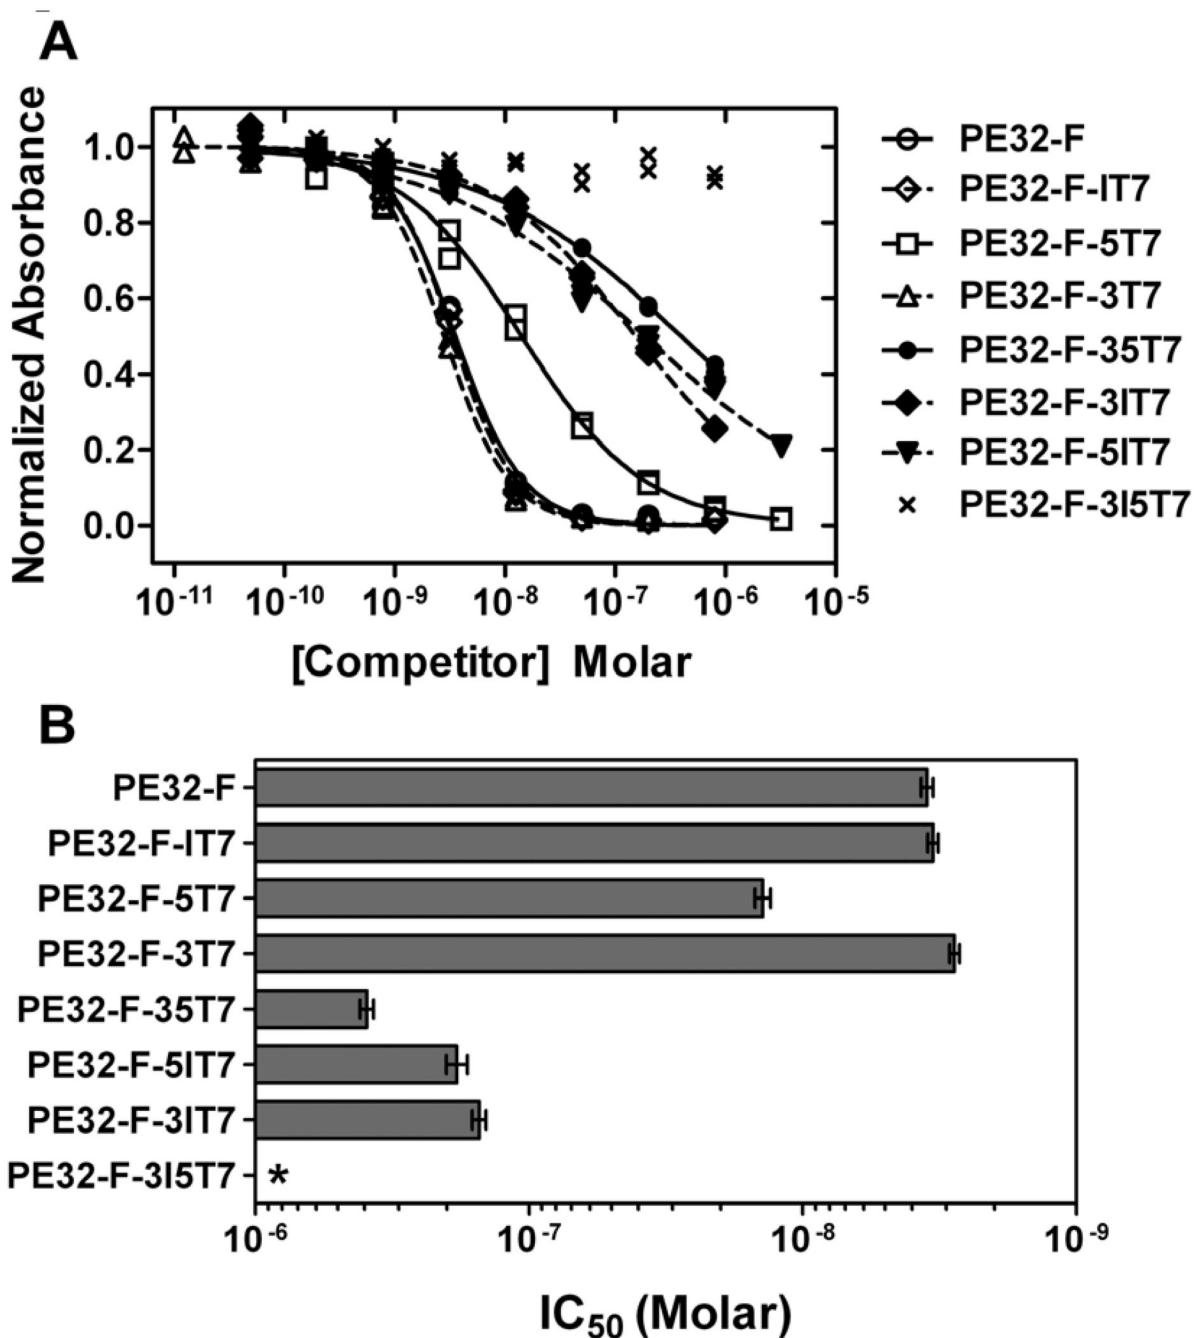 A
Normalized Absorbance
1.0
0.8
0.6
0.4
0.2
0.0
10-11 10-10 10-9 10-8 10-7 10-6 10-5
[Competitor] Molar
PE32-F
PE32-F-IT7
PE32-F-5T7
PE32-F-3T7
PE32-F-35T7
PE32-F-3IT7
PE32-F-5IT7
PE32-F-3I5T7
B
PE32-F
PE32-F-IT7
PE32-F-5T7
PE32-F-3T7
PE32-F-35T7
PE32-F-5IT7
PE32-F-3IT7
PE32-F-3I5T7 *
10-6 10-7 10-8 10-9
IC50 (Molar)